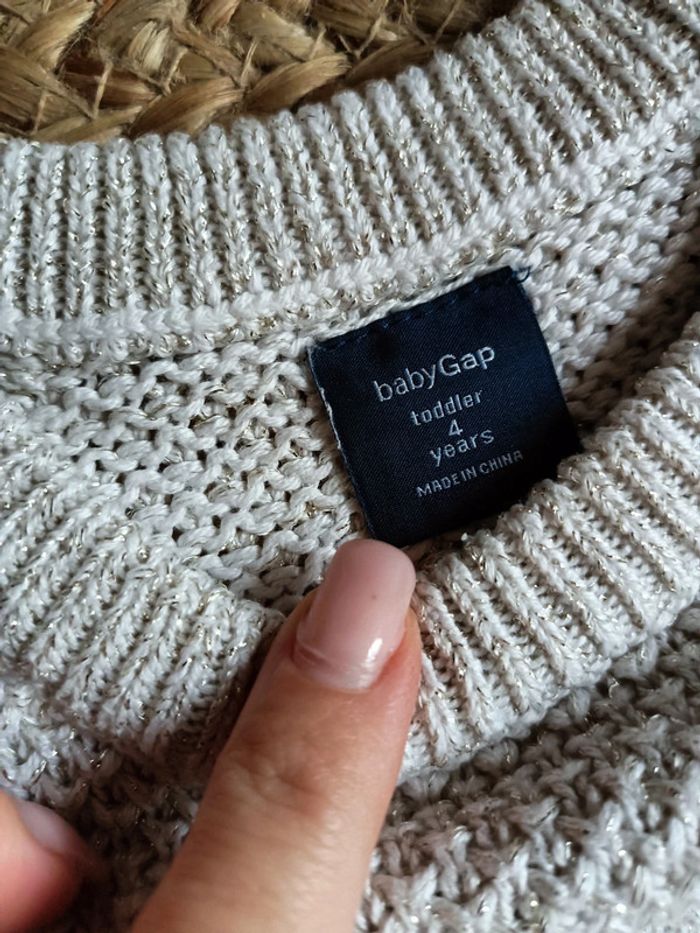 babyGap
toddler
4
years
MADE IN CHINA